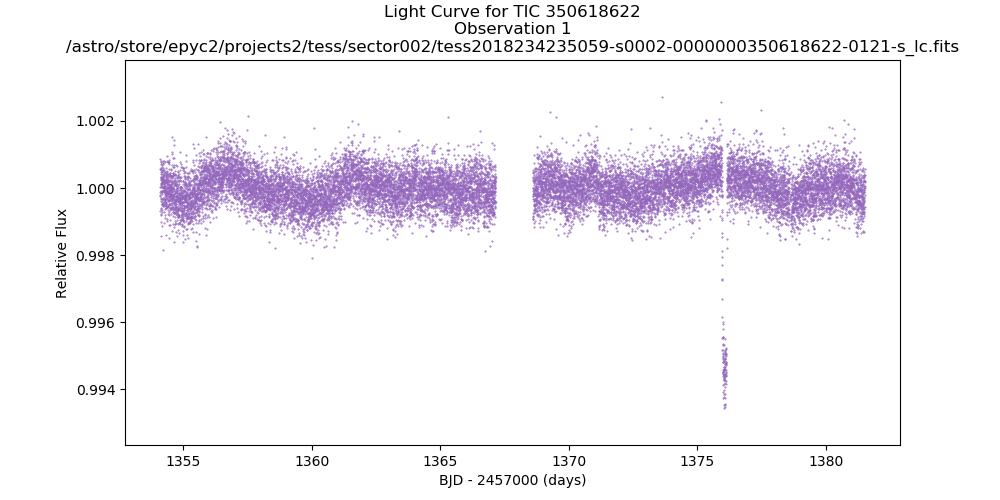 Light Curve for TIC 350618622
Observation 1
/astro/store/epyc2/projects2/tess/sector002/tess2018234235059-s0002-0000000350618622-0121-s_lc.fits
Relative Flux
1.002
1.000
0.998
0.996
0.994
1355 1360 1365 1370 1375 1380
BJD - 2457000 (days)